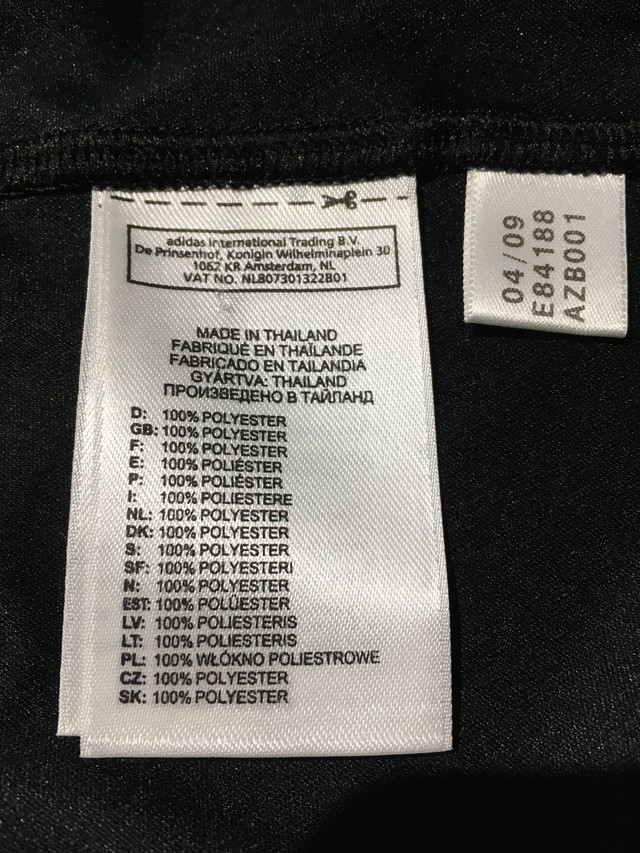 adidas International Trading B.V.
De Prinsenhof, Konigin Wilhelminaplein 30
1062 KR Amsterdam, NL
VAT NO. NL807301322B01
MADE IN THAILAND
FABRIQUÉ EN THAÏLANDE
FABRICADO EN TAILANDIA
GYÁRTVA: THAILAND
ПРОИЗВЕДЕНО В ТАЙЛАНД
D: 100% POLYESTER
GB: 100% POLYESTER
F: 100% POLYESTER
E: 100% POLIÉSTER
P: 100% POLIÉSTER
I: 100% POLIESTERE
NL: 100% POLYESTER
DK: 100% POLYESTER
S: 100% POLYESTER
SF: 100% POLYESTERI
N: 100% POLYESTER
EST: 100% POLÜESTER
LV: 100% POLIESTERIS
LT: 100% POLIESTERIS
PL: 100% WŁÓKNO POLIESTROWE
CZ: 100% POLYESTER
SK: 100% POLYESTER
04/09
E84188
AZB001